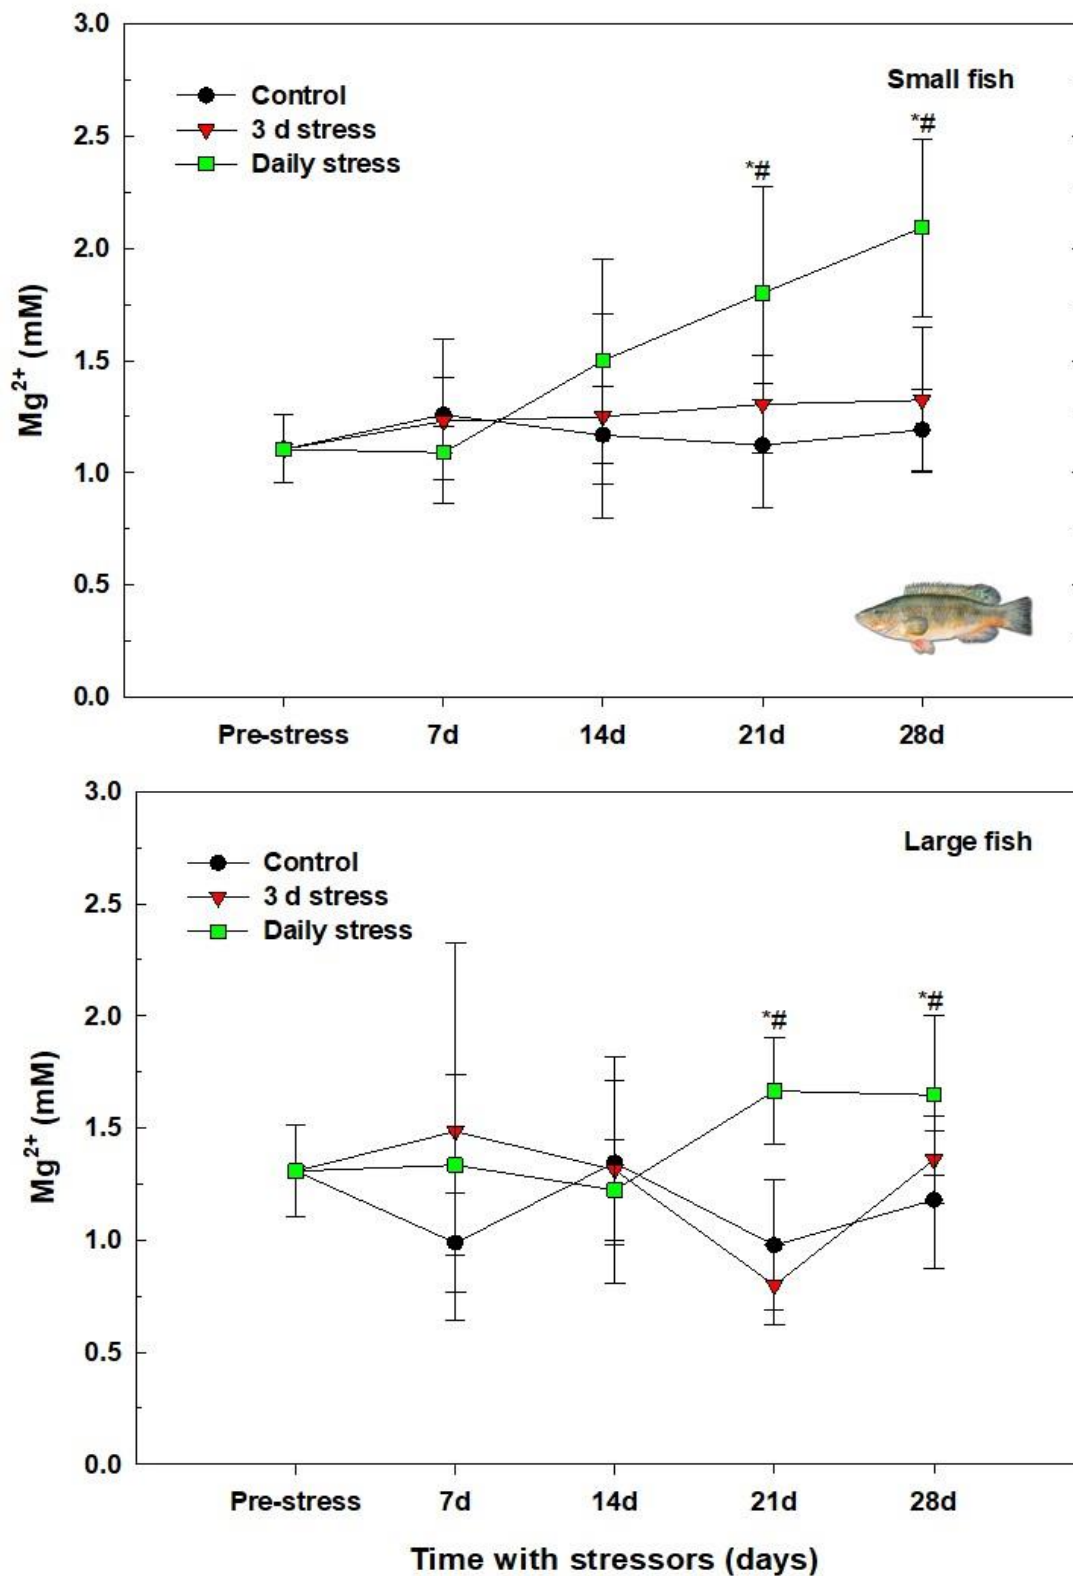 3.0
Small fish
Control
3 d stress
Daily stress
*#
*#
2.5
2.0
1.5
1.0
0.5
0.0
Mg2+ (mM)
Pre-stress 7d 14d 21d 28d
3.0
Large fish
Control
3 d stress
Daily stress
2.5
*#
*#
2.0
1.5
1.0
0.5
0.0
Mg2+ (mM)
Pre-stress 7d 14d 21d 28d
Time with stressors (days)